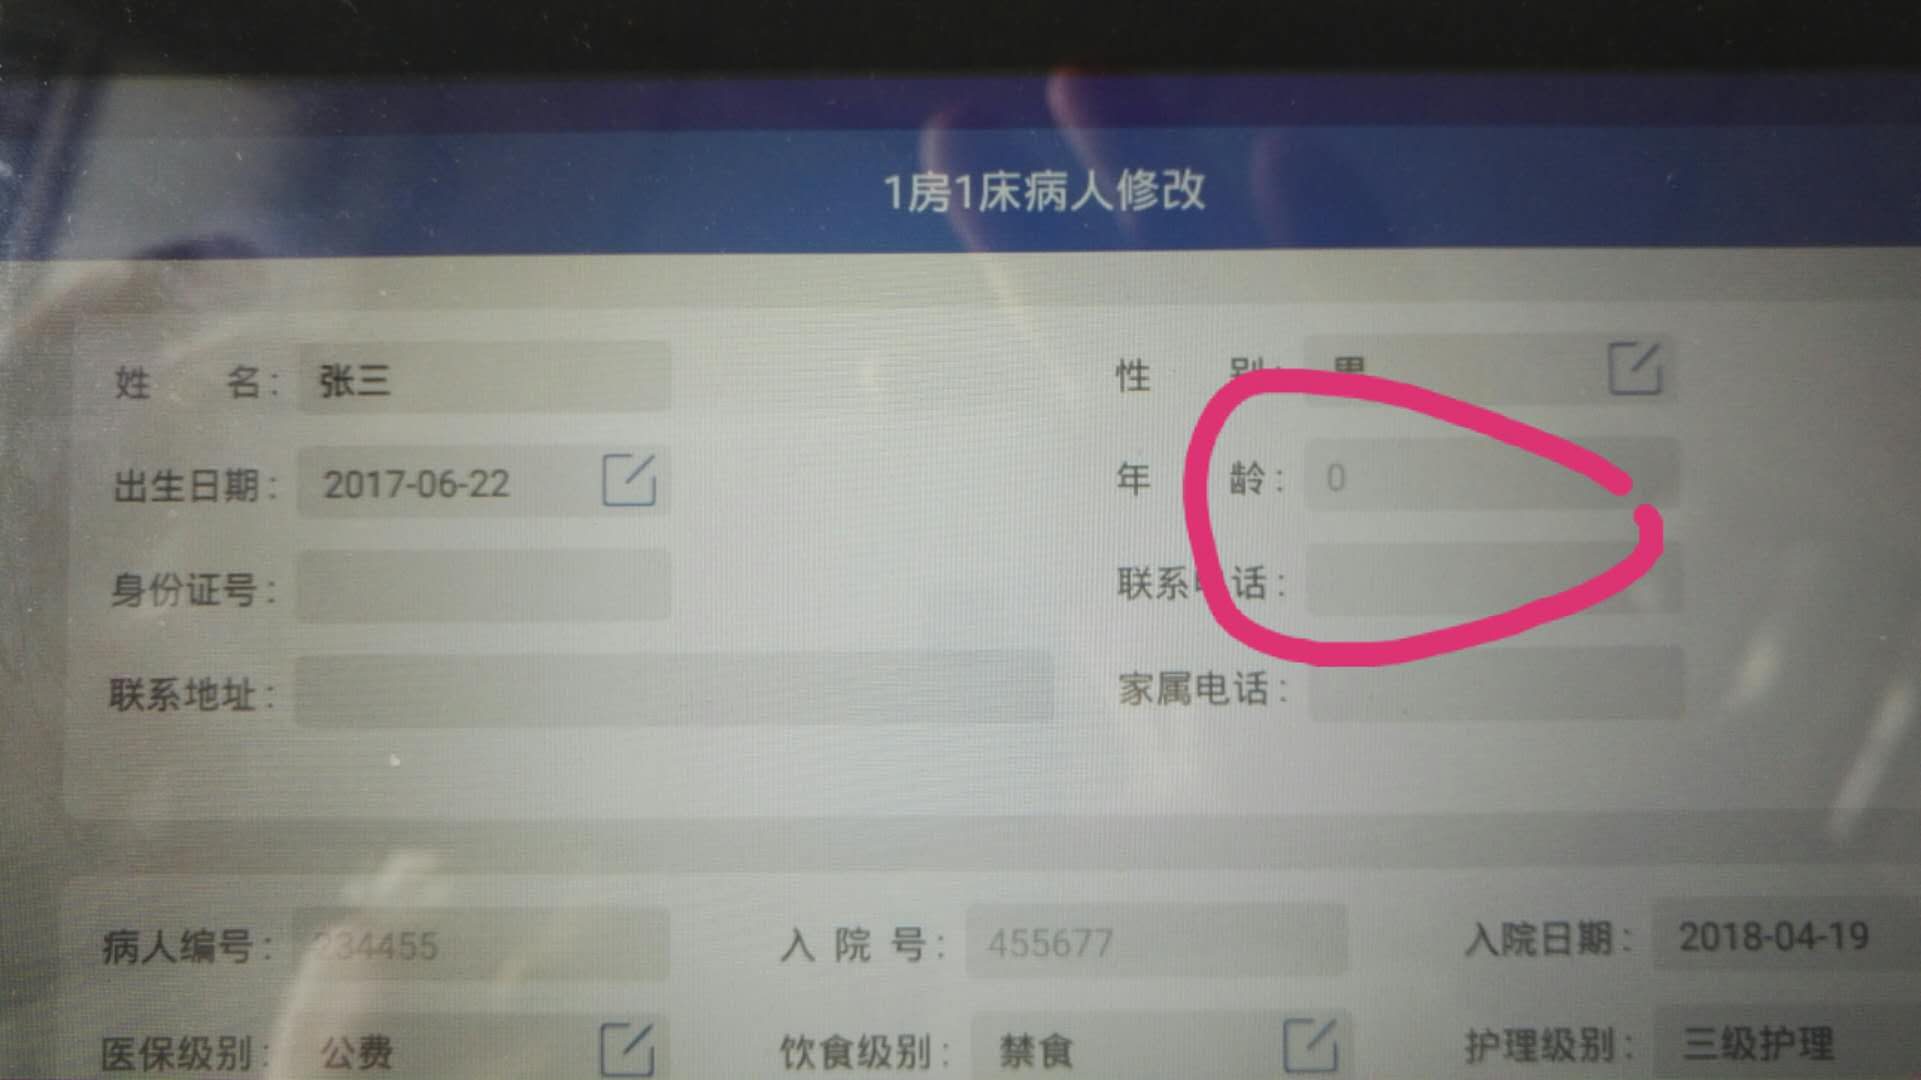 1房1床病人修改
姓 名: 张三 性 别: 男
出生日期: 2017-06-22 年 龄: 0
身份证号: 联系电话:
联系地址: 家属电话:
病人编号: 234455 入 院 号: 455677 入院日期: 2018-04-19
医保级别: 公费 饮食级别: 禁食 护理级别: 三级护理